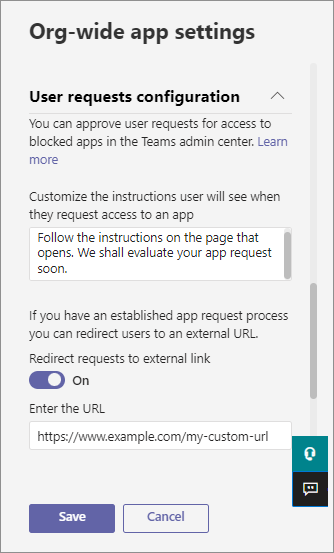 Org-wide app settings
User requests configuration
You can approve user requests for access to
blocked apps in the Teams admin center. Learn
more
Customize the instructions user will see when
they request access to an app
Follow the instructions on the page that
opens. We shall evaluate your app request
soon.
If you have an established app request process
you can redirect users to an external URL.
Redirect requests to external link
On
Enter the URL
https://www.example.com/my-custom-url
Save
Cancel